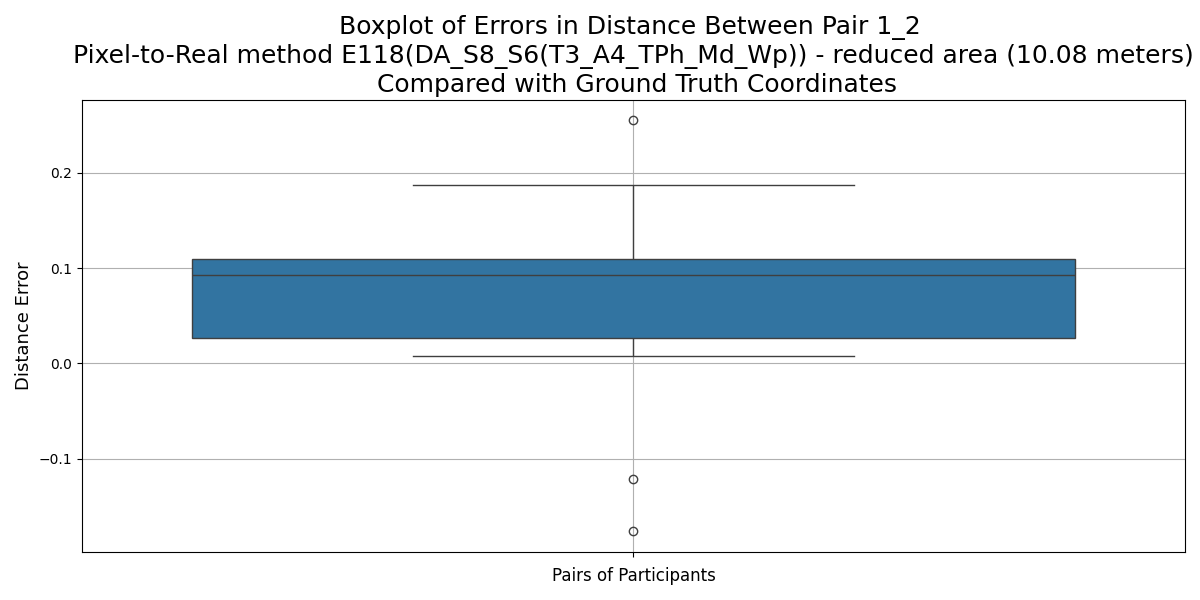 Boxplot of Errors in Distance Between Pair 1_2
Pixel-to-Real method E118(DA_S8_S6(T3_A4_TPh_Md_Wp)) - reduced area (10.08 meters)
Compared with Ground Truth Coordinates
0.2
0.1
0.0
−0.1
Distance Error
Pairs of Participants